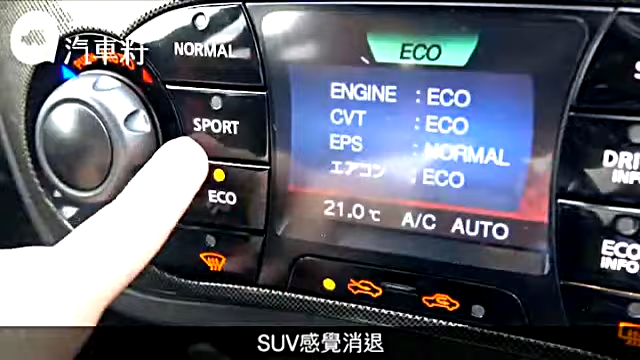 汽車籽
NORMAL
SPORT
ECO
ECO
ENGINE : ECO
CVT : ECO
EPS : NORMAL
エアコン : ECO
21.0℃ A/C AUTO
S
DRI
INF
ECO
INFO
SUV感覺消退